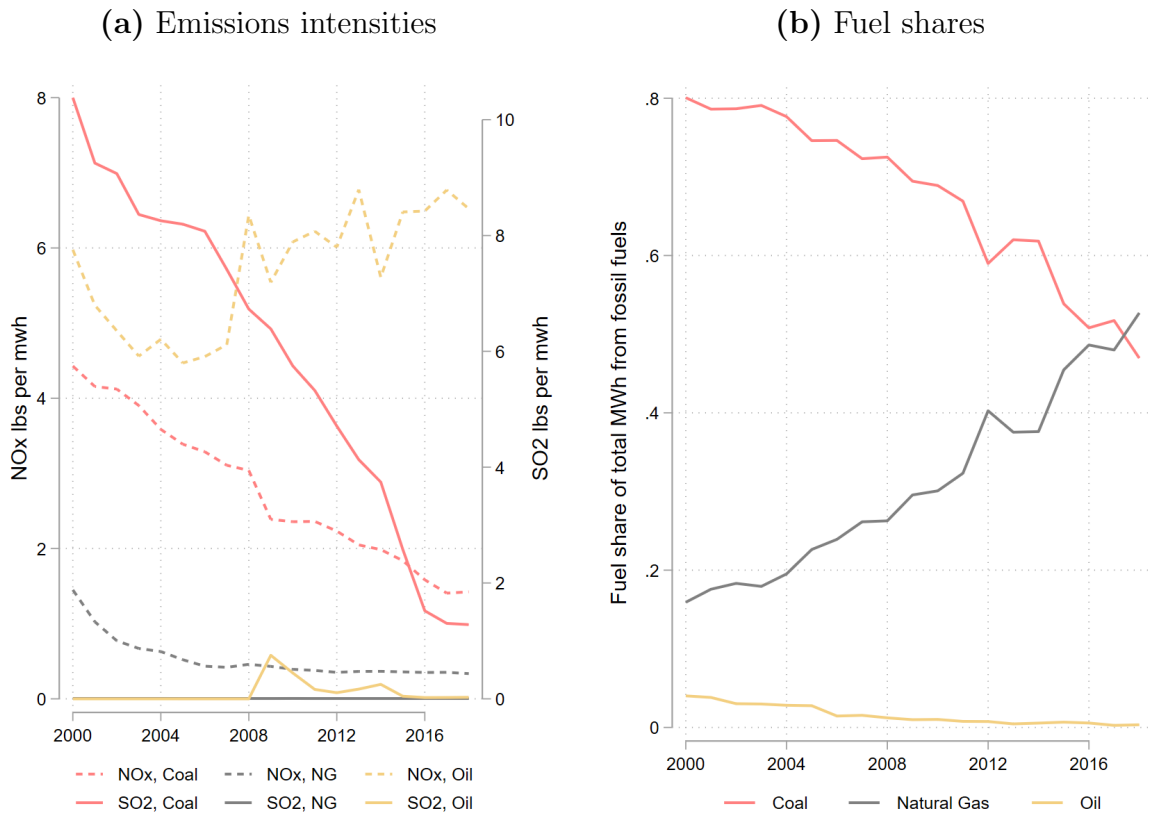 (a) Emissions intensities
8
6
4
2
0
NOx lbs per mwh
10
8
6
4
2
0
SO2 lbs per mwh
2000 2004 2008 2012 2016
NOx, Coal NOx, NG NOx, Oil
SO2, Coal SO2, NG SO2, Oil
(b) Fuel shares
.8
.6
.4
.2
0
Fuel share of total MWh from fossil fuels
2000 2004 2008 2012 2016
Coal Natural Gas Oil